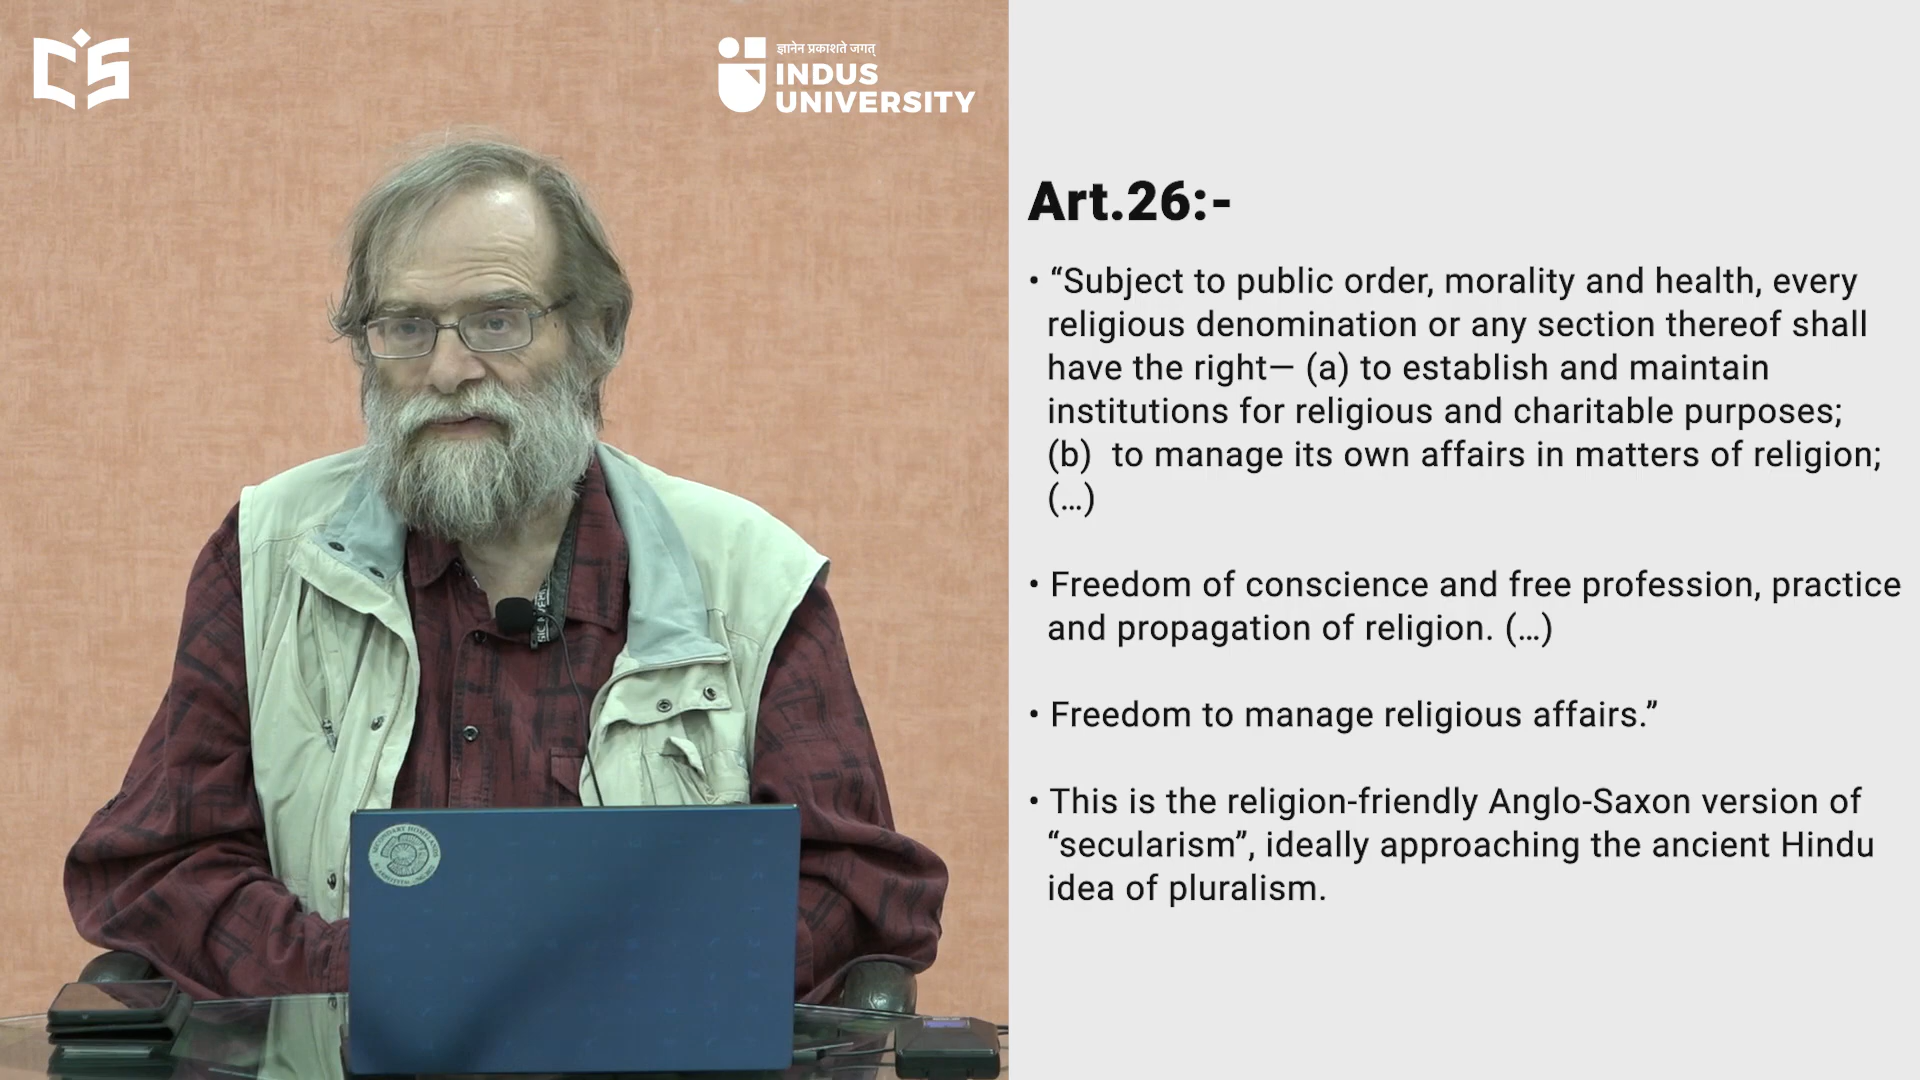 CIS
ज्ञानेन प्रकाशते जगत्
INDUS
UNIVERSITY
Art.26:-
• “Subject to public order, morality and health, every
religious denomination or any section thereof shall
have the right— (a) to establish and maintain
institutions for religious and charitable purposes;
(b) to manage its own affairs in matters of religion;
(…)
• Freedom of conscience and free profession, practice
and propagation of religion. (…)
• Freedom to manage religious affairs.”
• This is the religion-friendly Anglo-Saxon version of
“secularism”, ideally approaching the ancient Hindu
idea of pluralism.
SECONDARY HOMELANDS